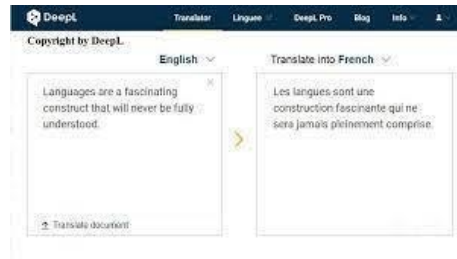 DeepL
Translator Linguee DeepL Pro Blog Info
Copyright by DeepL
English
Translate into French
Languages are a fascinating
construct that will never be fully
understood.
Les langues sont une
construction fascinante qui ne
sera jamais pleinement comprise.
Translate document